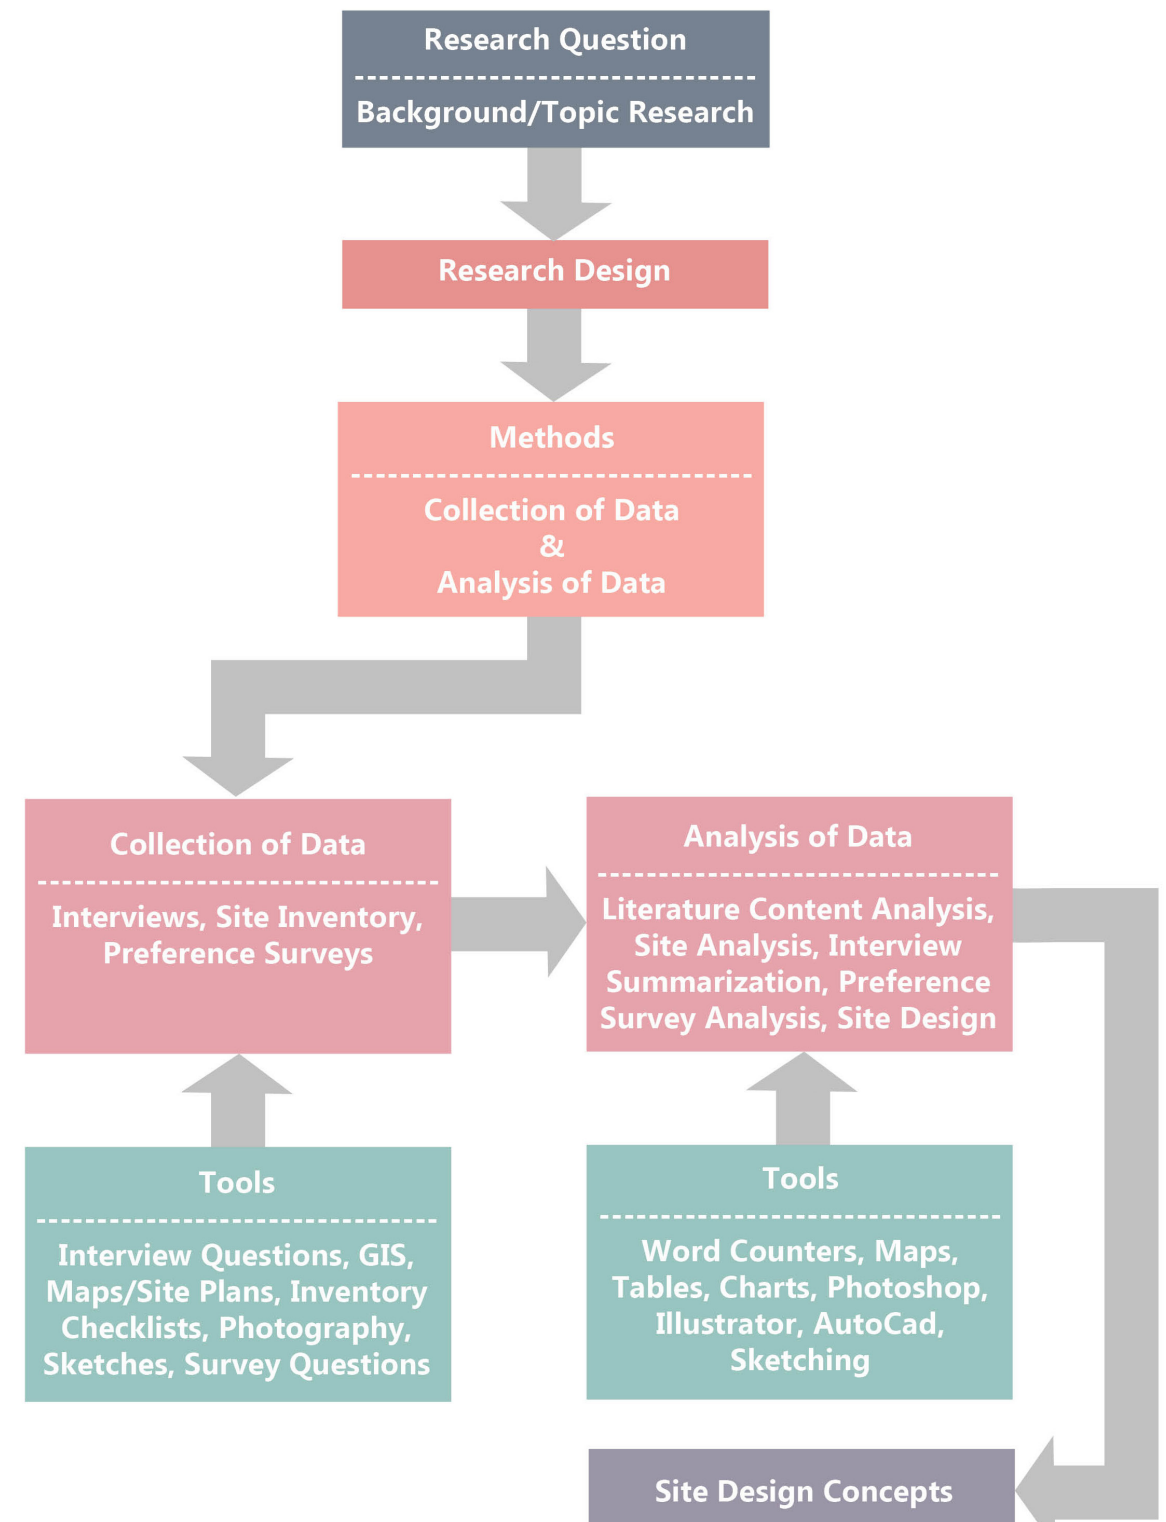 Research Question
Background/Topic Research
Research Design
Methods
Collection of Data
&
Analysis of Data
Collection of Data
Interviews, Site Inventory,
Preference Surveys
Analysis of Data
Literature Content Analysis,
Site Analysis, Interview
Summarization, Preference
Survey Analysis, Site Design
Tools
Interview Questions, GIS,
Maps/Site Plans, Inventory
Checklists, Photography,
Sketches, Survey Questions
Tools
Word Counters, Maps,
Tables, Charts, Photoshop,
Illustrator, AutoCad,
Sketching
Site Design Concepts